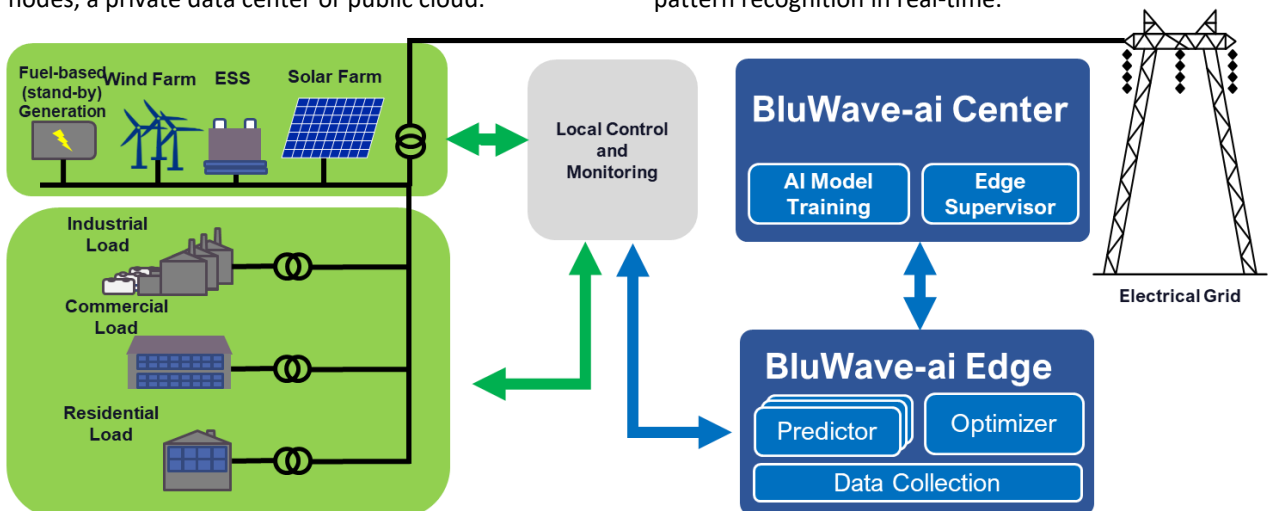 nodes, a private data center or public cloud.
pattern recognition in real-time.
Fuel-based
(stand-by)
Generation
Wind Farm
ESS
Solar Farm
Local Control
and
Monitoring
BluWave-ai Center
AI Model
Training
Edge
Supervisor
Electrical Grid
Industrial
Load
Commercial
Load
Residential
Load
BluWave-ai Edge
Predictor
Optimizer
Data Collection